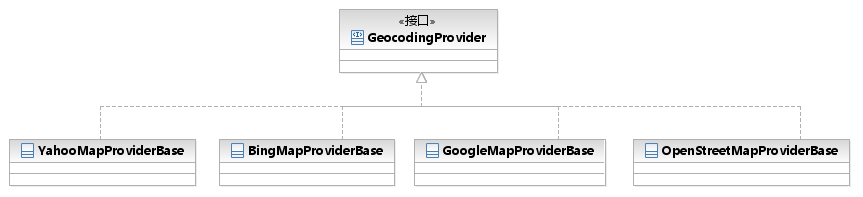 «接口»
GeocodingProvider
YahooMapProviderBase
BingMapProviderBase
GoogleMapProviderBase
OpenStreetMapProviderBase